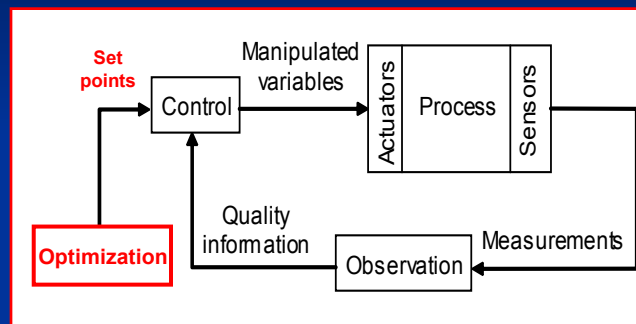 Set
points
Manipulated
variables
Control
Actuators
Process
Sensors
Optimization
Quality
information
Observation
Measurements